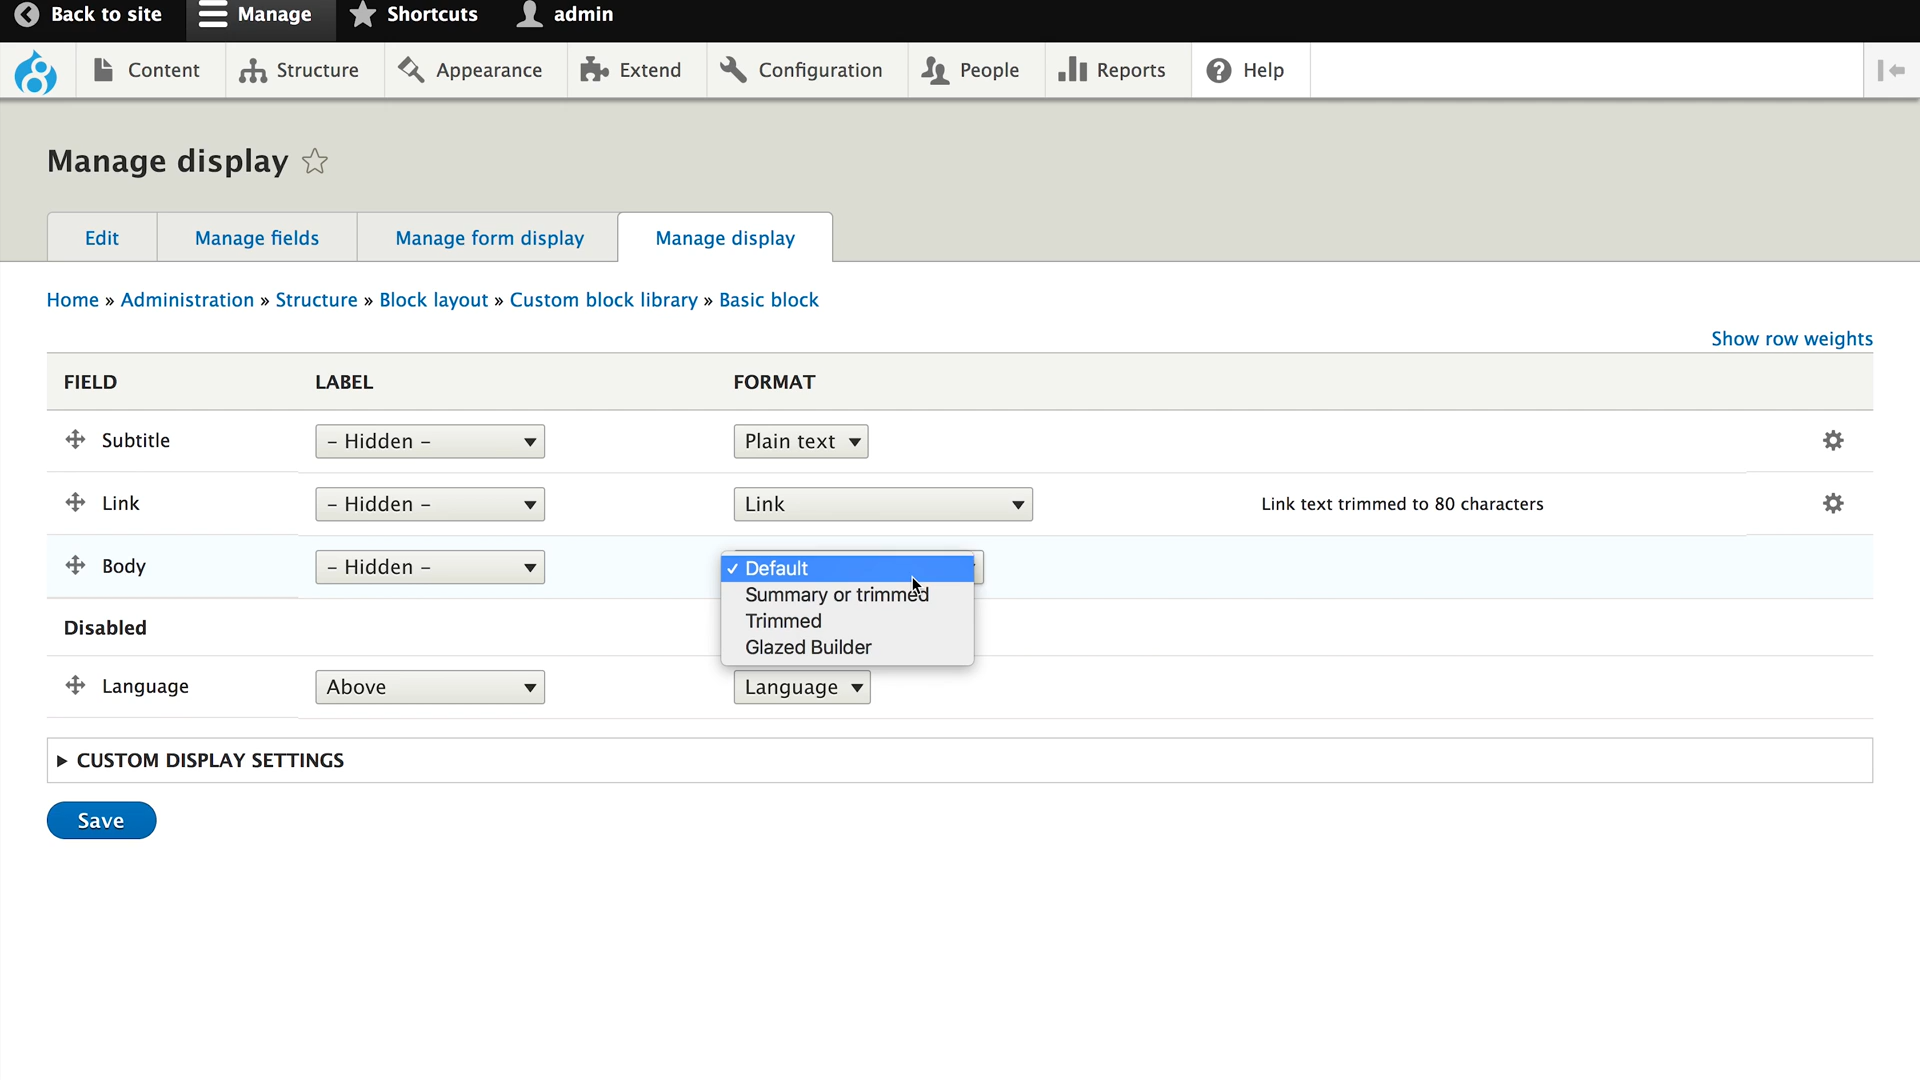 Back to site Manage Shortcuts admin
Content Structure Appearance Extend Configuration People Reports Help
Manage display
Edit Manage fields Manage form display Manage display
Home » Administration » Structure » Block layout » Custom block library » Basic block
Show row weights
FIELD LABEL FORMAT
Subtitle – Hidden – Plain text
Link – Hidden – Link Link text trimmed to 80 characters
Body – Hidden – ✓ Default
Summary or trimmed
Trimmed
Disabled
Glazed Builder
Language Above Language
CUSTOM DISPLAY SETTINGS
Save